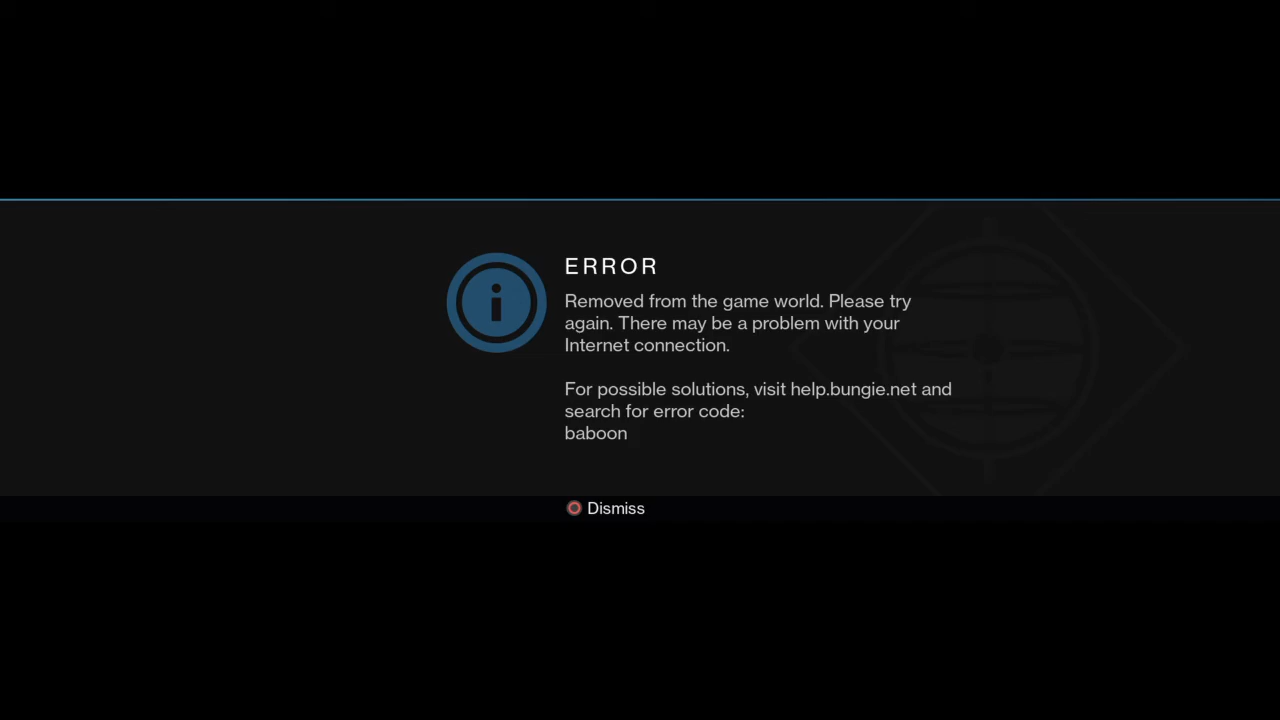 ERROR
Removed from the game world. Please try
again. There may be a problem with your
Internet connection.
For possible solutions, visit help.bungie.net and
search for error code:
baboon
Dismiss